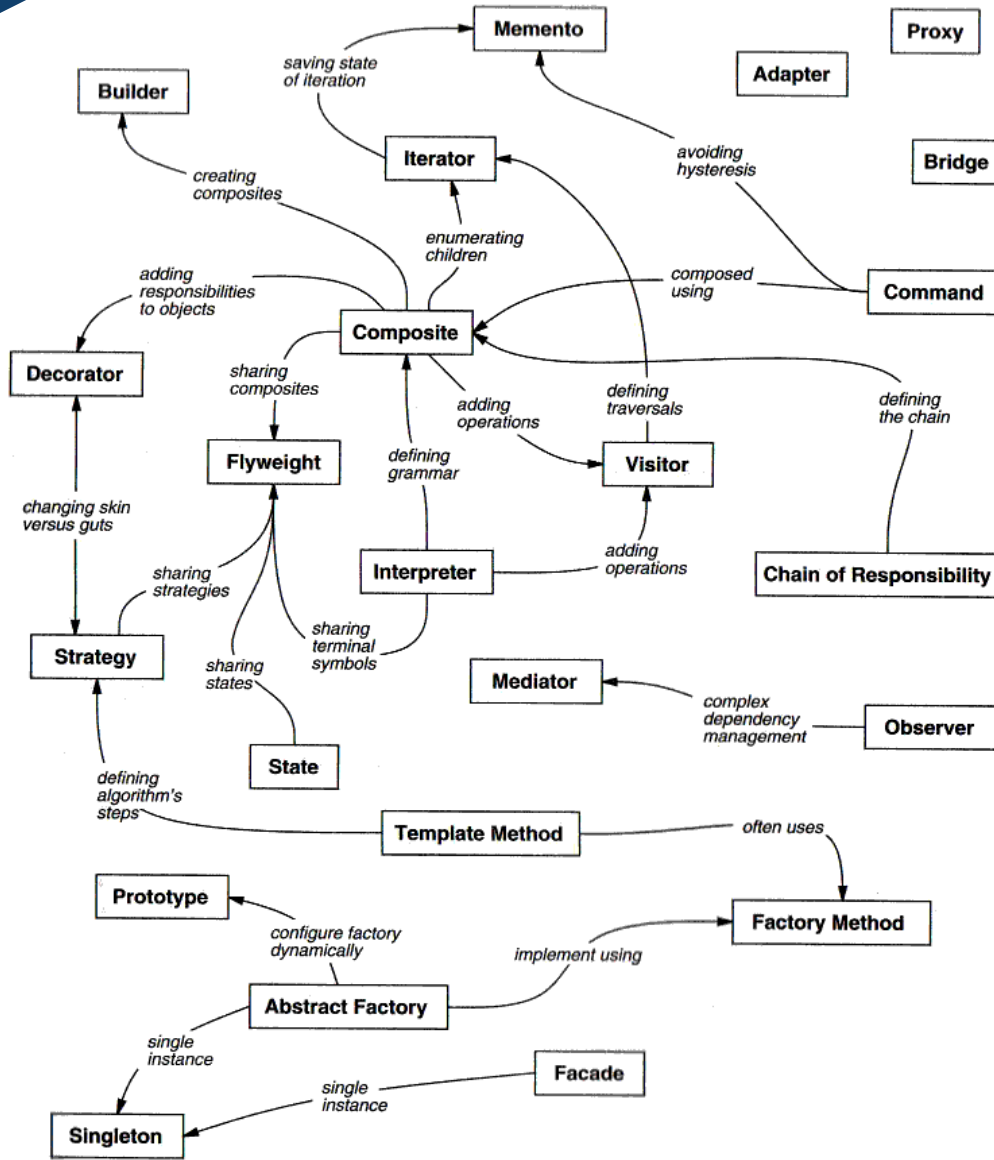 Memento
Proxy
saving state
of iteration
Adapter
Builder
avoiding
hysteresis
Iterator
Bridge
creating
composites
enumerating
children
adding
responsibilities
to objects
composed
using
Command
Composite
Decorator
sharing
composites
adding
operations
defining
traversals
defining
the chain
Flyweight
defining
grammar
Visitor
changing skin
versus guts
adding
operations
sharing
strategies
Interpreter
Chain of Responsibility
sharing
terminal
symbols
Strategy
sharing
states
Mediator
complex
dependency
management
Observer
State
defining
algorithm's
steps
Template Method
often uses
Prototype
Factory Method
configure factory
dynamically
implement using
Abstract Factory
single
instance
Facade
single
instance
Singleton